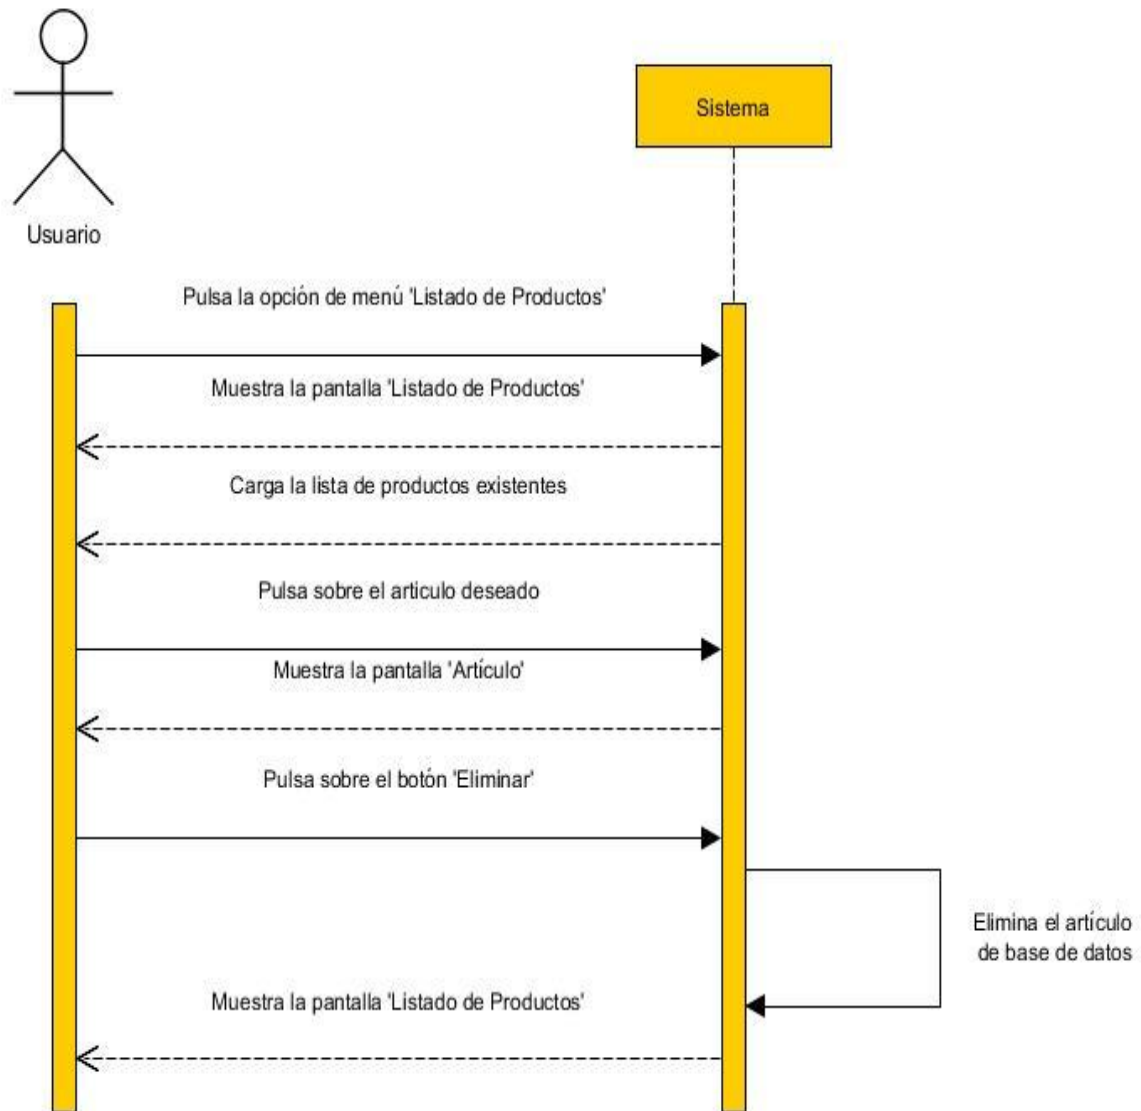 Sistema
Usuario
Pulsa la opción de menú 'Listado de Productos'
Muestra la pantalla 'Listado de Productos'
Carga la lista de productos existentes
Pulsa sobre el articulo deseado
Muestra la pantalla 'Artículo'
Pulsa sobre el botón 'Eliminar'
Elimina el artículo
de base de datos
Muestra la pantalla 'Listado de Productos'